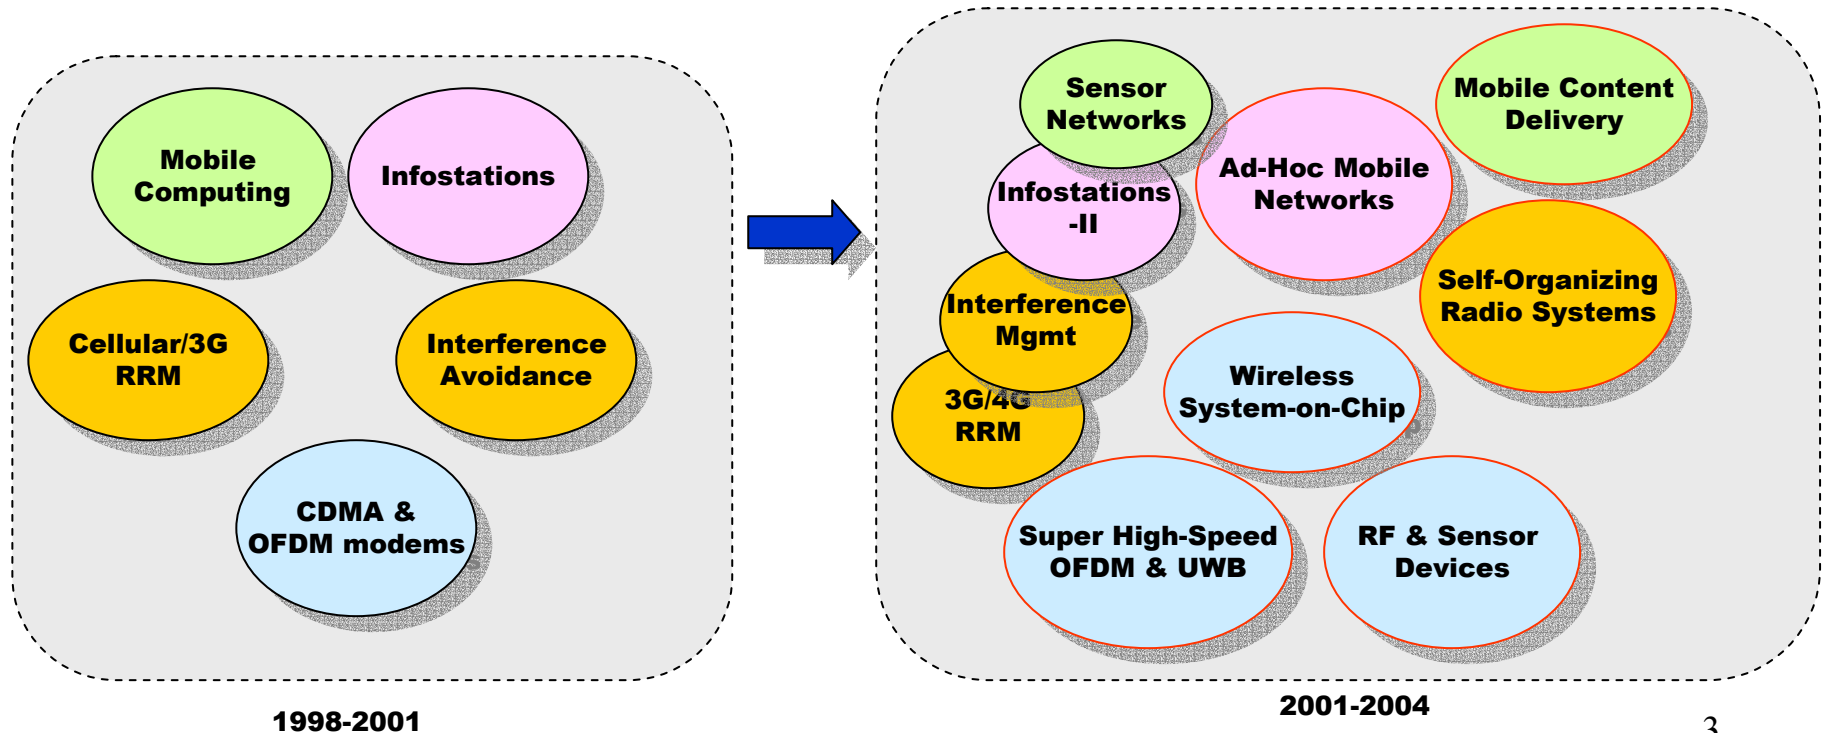 Mobile
Computing
Infostations
Cellular/3G
RRM
Interference
Avoidance
CDMA &
OFDM modems
1998-2001
Sensor
Networks
Mobile Content
Delivery
Ad-Hoc Mobile
Networks
Infostations
-II
Self-Organizing
Radio Systems
Interference
Mgmt
Wireless
System-on-Chip
3G/4G
RRM
Super High-Speed
OFDM & UWB
RF & Sensor
Devices
2001-2004
3